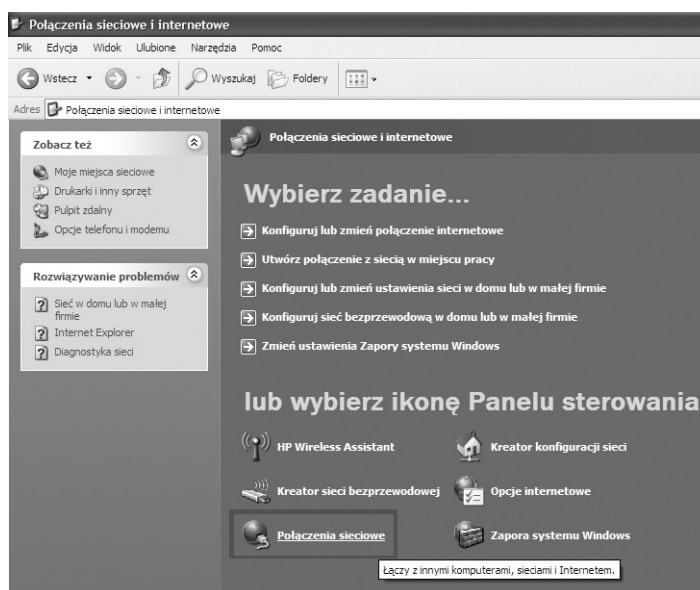 Połączenia sieciowe i internetowe
Plik Edycja Widok Ulubione Narzędzia Pomoc
Wstecz Wyszukaj Foldery
Adres Połączenia sieciowe i internetowe
Zobacz też
Moje miejsca sieciowe
Drukarki i inny sprzęt
Pulpit zdalny
Opcje telefonu i modemu
Rozwiązywanie problemów
Sieć w domu lub w małej
firmie
Internet Explorer
Diagnostyka sieci
Połączenia sieciowe i internetowe
Wybierz zadanie...
Konfiguruj lub zmień połączenie internetowe
Utwórz połączenie z siecią w miejscu pracy
Konfiguruj lub zmień ustawienia sieci w domu lub w małej firmie
Konfiguruj sieć bezprzewodową w domu lub w małej firmie
Zmień ustawienia Zapory systemu Windows
lub wybierz ikonę Panelu sterowania
HP Wireless Assistant Kreator konfiguracji sieci
Kreator sieci bezprzewodowej Opcje internetowe
Połączenia sieciowe Zapora systemu Windows
Łączy z innymi komputerami, sieciami i Internetem.